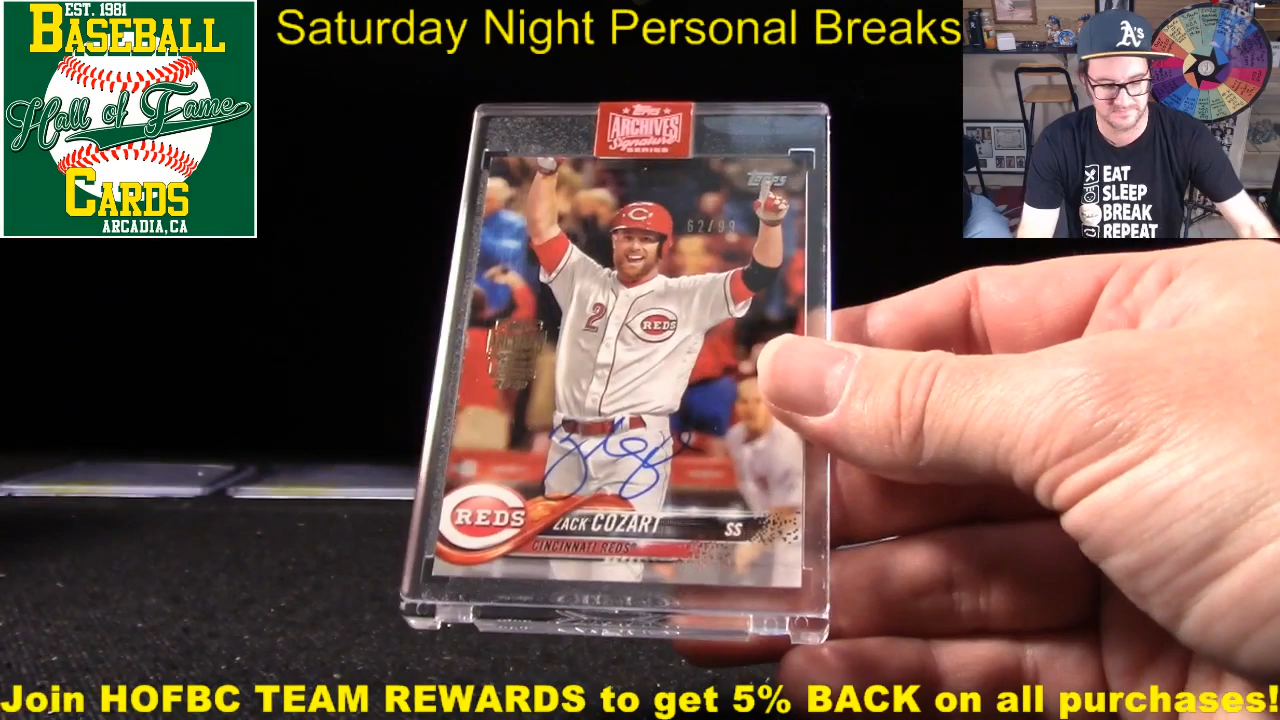 EST. 1981
BASEBALL
Hall of Fame
CARDS
ARCADIA, CA
Saturday Night Personal Breaks
A's
EAT
SLEEP
BREAK
REPEAT
Topps
ARCHIVES
Signature
SERIES
Topps
62/99
2
REDS
REDS
ZACK COZART
SS
CINCINNATI REDS
Join HOFBC TEAM REWARDS to get 5% BACK on all purchases!